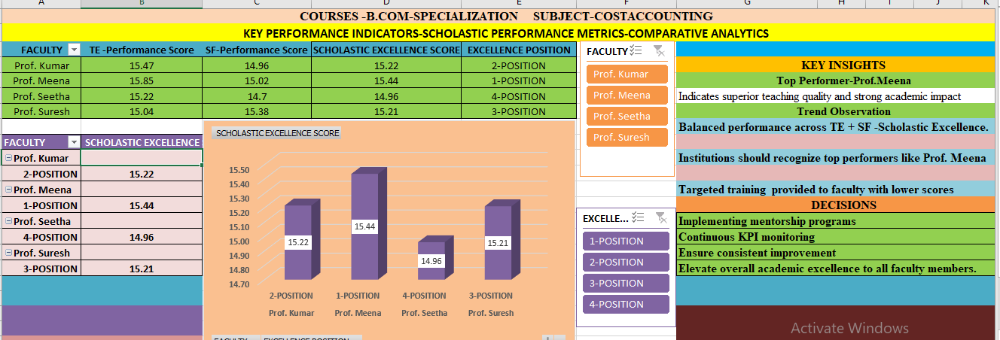 A B C D E F G H I J K
COURSES -B.COM-SPECIALIZATION SUBJECT-COSTACCOUNTING
KEY PERFORMANCE INDICATORS-SCHOLASTIC PERFORMANCE METRICS-COMPARATIVE ANALYTICS
FACULTY TE -Performance Score SF-Performance Score SCHOLASTIC EXCELLENCE SCORE EXCELLENCE POSITION
Prof. Kumar 15.47 14.96 15.22 2-POSITION
Prof. Meena 15.85 15.02 15.44 1-POSITION
Prof. Seetha 15.22 14.7 14.96 4-POSITION
Prof. Suresh 15.04 15.38 15.21 3-POSITION
FACULTY
Prof. Kumar
Prof. Meena
Prof. Seetha
Prof. Suresh
KEY INSIGHTS
Top Performer-Prof.Meena
Indicates superior teaching quality and strong academic impact
Trend Observation
Balanced performance across TE + SF -Scholastic Excellence.
Institutions should recognize top performers like Prof. Meena
Targeted training provided to faculty with lower scores
DECISIONS
Implementing mentorship programs
Continuous KPI monitoring
Ensure consistent improvement
Elevate overall academic excellence to all faculty members.
FACULTY SCHOLASTIC EXCELLENCE
Prof. Kumar
2-POSITION 15.22
Prof. Meena
1-POSITION 15.44
Prof. Seetha
4-POSITION 14.96
Prof. Suresh
3-POSITION 15.21
SCHOLASTIC EXCELLENCE SCORE
15.50
15.40
15.30
15.20
15.10
15.00
14.90
14.80
14.70
15.22 15.44 14.96 15.21
2-POSITION 1-POSITION 4-POSITION 3-POSITION
Prof. Kumar Prof. Meena Prof. Seetha Prof. Suresh
FACULTY EXCELLENCE POSITION
EXCELLE...
1-POSITION
2-POSITION
3-POSITION
4-POSITION
Activate Windows